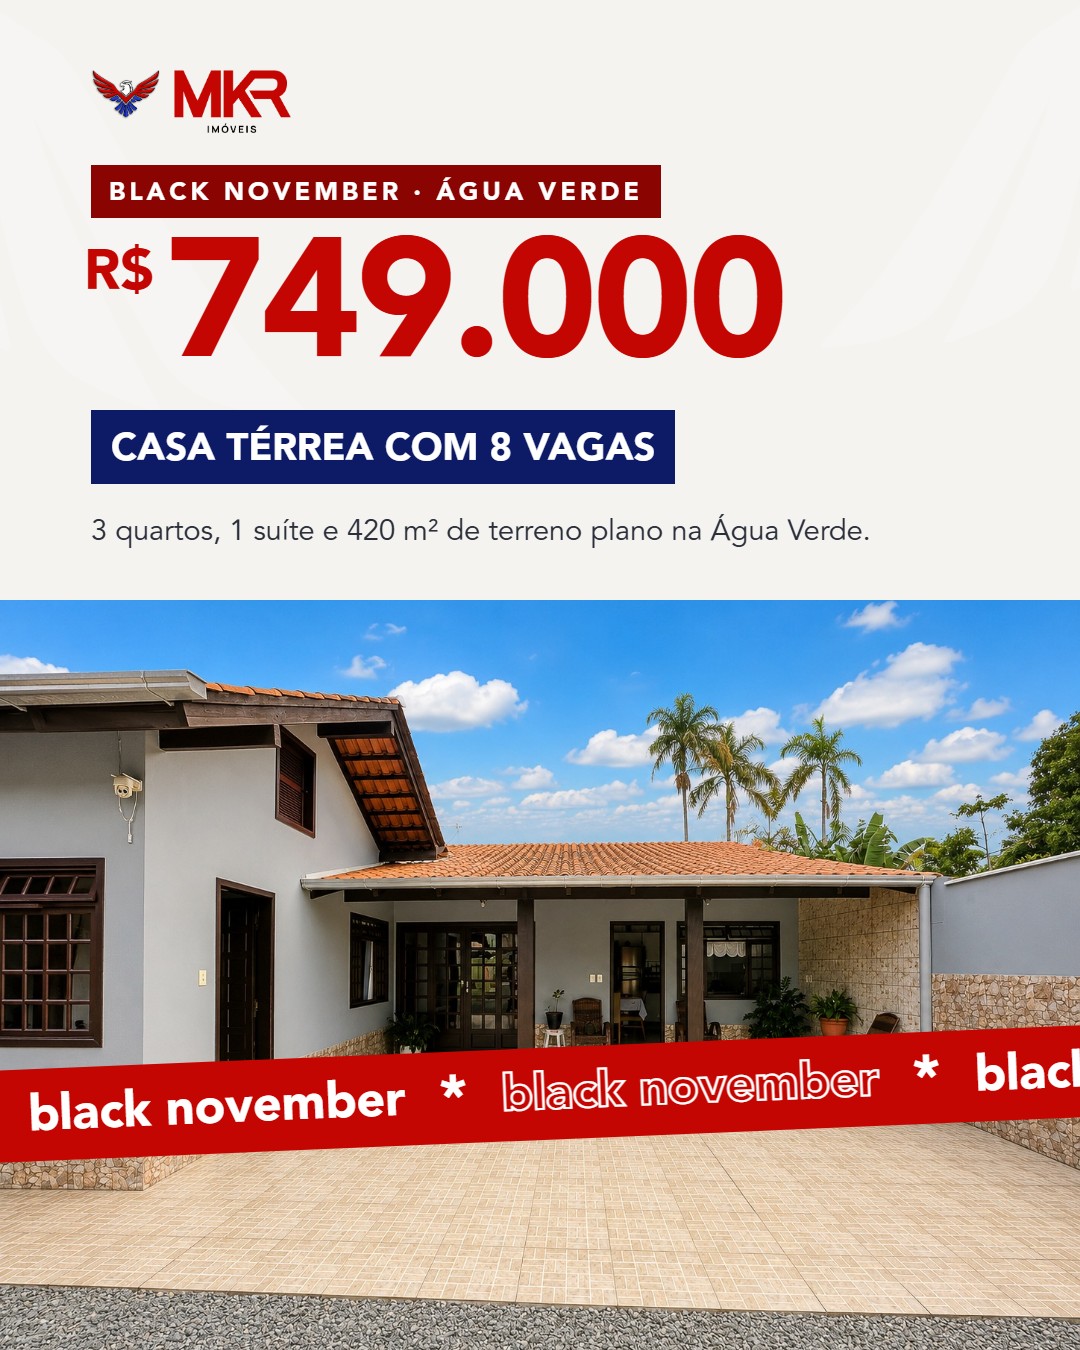 MKR
IMÓVEIS
BLACK NOVEMBER · ÁGUA VERDE
R$ 749.000
CASA TÉRREA COM 8 VAGAS
3 quartos, 1 suíte e 420 m² de terreno plano na Água Verde.
black november * black november * blac